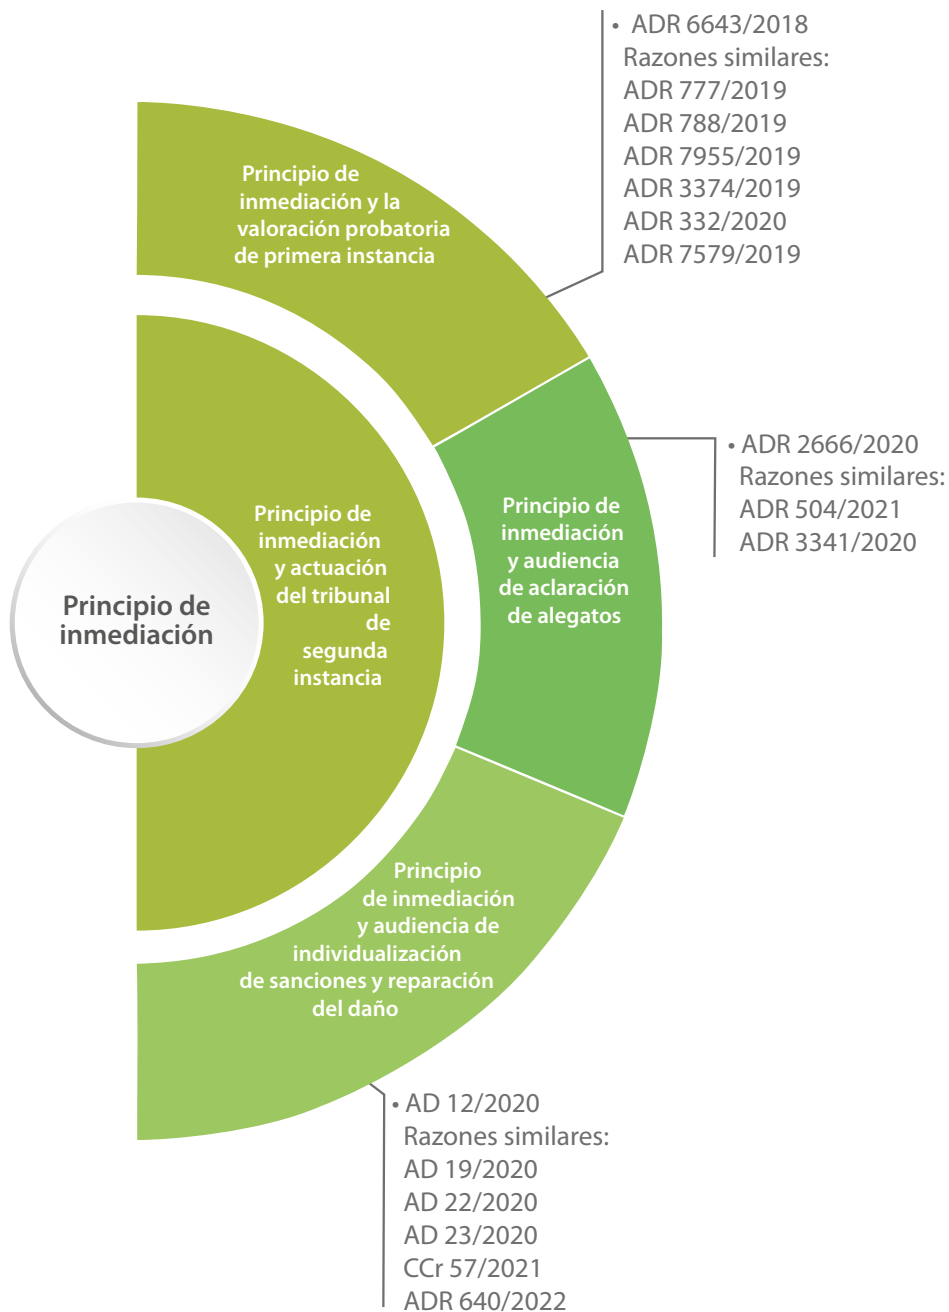 Principio de
inmediación
Principio de
inmediación
y actuación
del tribunal
de
segunda
instancia
Principio de
inmediación y la
valoración probatoria
de primera instancia
• ADR 6643/2018
Razones similares:
ADR 777/2019
ADR 788/2019
ADR 7955/2019
ADR 3374/2019
ADR 332/2020
ADR 7579/2019
Principio de
inmediación
y audiencia
de aclaración
de alegatos
• ADR 2666/2020
Razones similares:
ADR 504/2021
ADR 3341/2020
Principio
de inmediación
y audiencia de
individualización
de sanciones y reparación
del daño
• AD 12/2020
Razones similares:
AD 19/2020
AD 22/2020
AD 23/2020
CCr 57/2021
ADR 640/2022